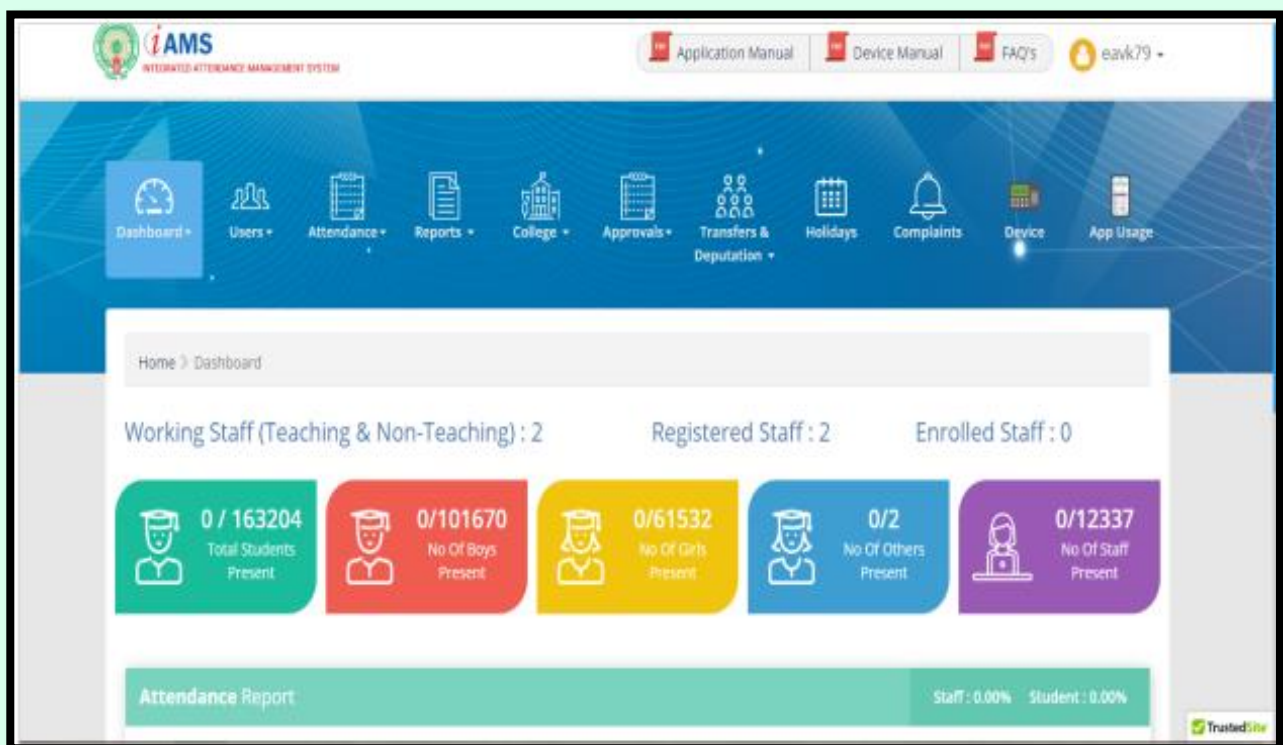 iAMS
INTEGRATED ATTENDANCE MANAGEMENT SYSTEM
Application Manual
Device Manual
FAQ's
eavk79
Dashboard
Users
Attendance
Reports
College
Approvals
Transfers &
Deputation
Holidays
Complaints
Device
App Usage
Home > Dashboard
Working Staff (Teaching & Non-Teaching) : 2
Registered Staff : 2
Enrolled Staff : 0
0 / 163204
Total Students
Present
0/101670
No Of Boys
Present
0/61532
No Of Girls
Present
0/2
No Of Others
Present
0/12337
No Of Staff
Present
Attendance Report
Staff : 0.00% Student : 0.00%
TrustedSite